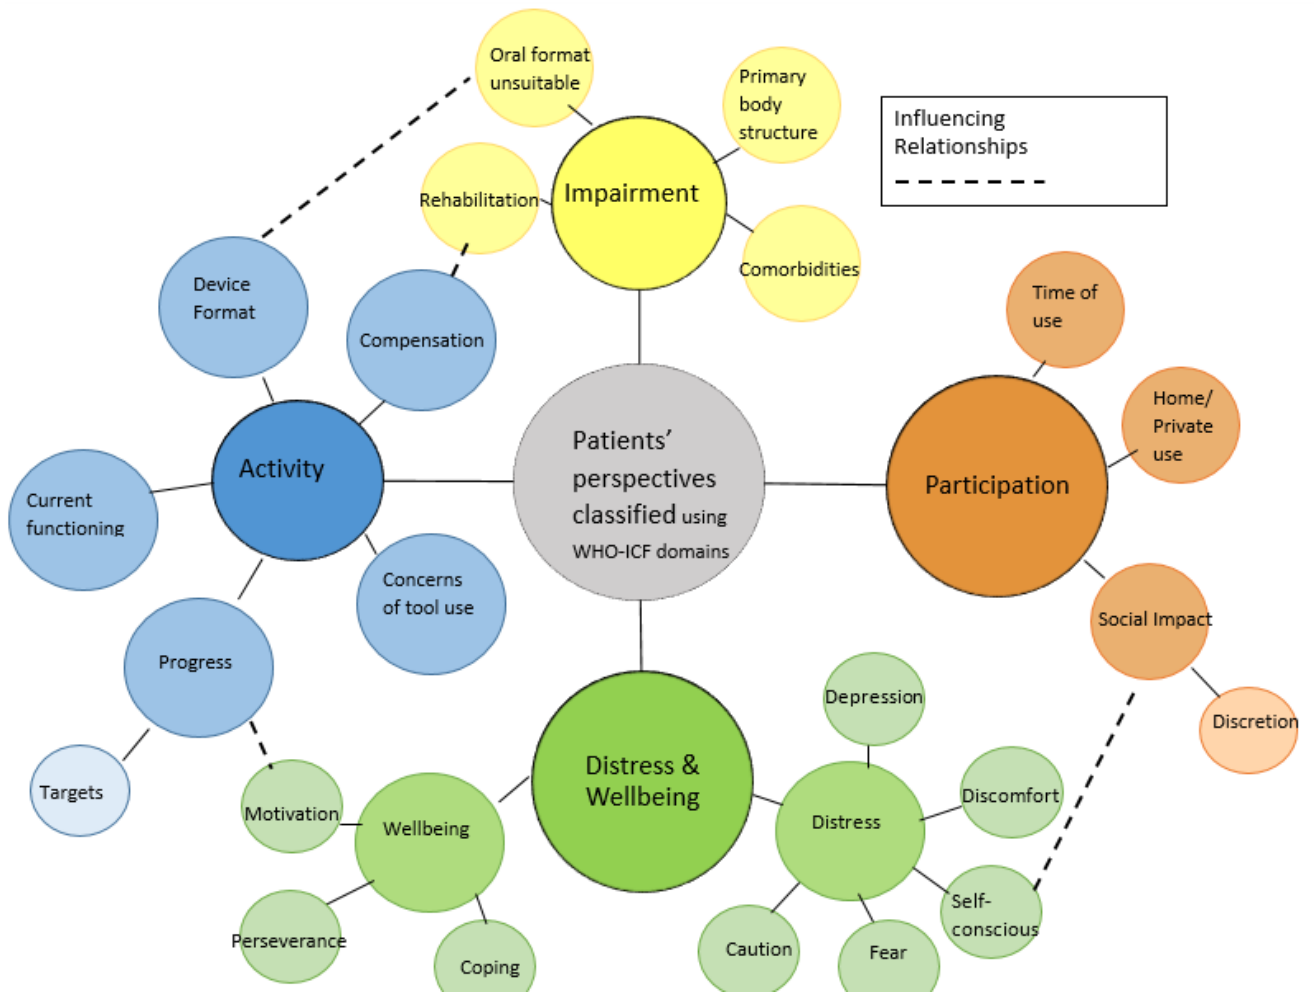 Oral format
unsuitable
Primary
body
structure
Influencing
Relationships
Impairment
Rehabilitation
Comorbidities
Device
Format
Compensation
Time of
use
Home/
Private
use
Activity
Patients’
perspectives
classified using
WHO-ICF domains
Participation
Current
functioning
Concerns
of tool use
Social Impact
Progress
Discretion
Depression
Targets
Motivation
Wellbeing
Distress &
Wellbeing
Distress
Discomfort
Self-
conscious
Perseverance
Coping
Caution
Fear